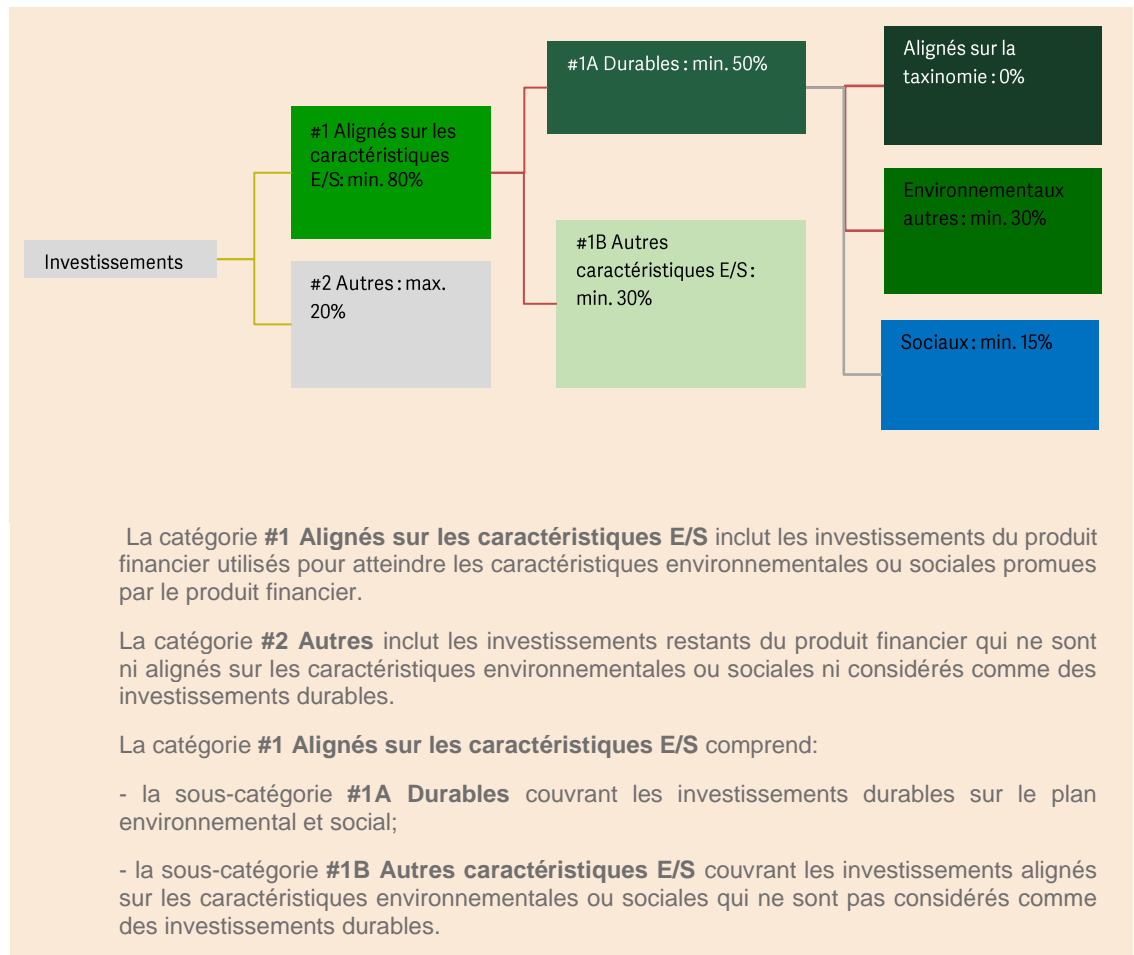 Investissements
#1 Alignés sur les
caractéristiques
E/S: min. 80%
#2 Autres : max.
20%
#1A Durables : min. 50%
#1B Autres
caractéristiques E/S :
min. 30%
Alignés sur la
taxinomie : 0%
Environnementaux
autres : min. 30%
Sociaux : min. 15%
La catégorie #1 Alignés sur les caractéristiques E/S inclut les investissements du produit
financier utilisés pour atteindre les caractéristiques environnementales ou sociales promues
par le produit financier.
La catégorie #2 Autres inclut les investissements restants du produit financier qui ne sont
ni alignés sur les caractéristiques environnementales ou sociales ni considérés comme des
investissements durables.
La catégorie #1 Alignés sur les caractéristiques E/S comprend:
- la sous-catégorie #1A Durables couvrant les investissements durables sur le plan
environnemental et social;
- la sous-catégorie #1B Autres caractéristiques E/S couvrant les investissements alignés
sur les caractéristiques environnementales ou sociales qui ne sont pas considérés comme
des investissements durables.